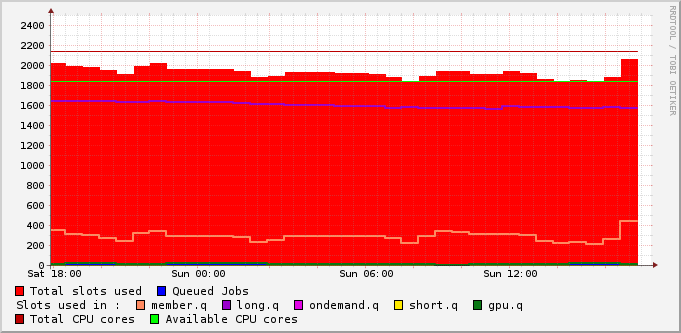 2400
2200
2000
1800
1600
1400
1200
1000
800
600
400
200
0
Sat 18:00 Sun 00:00 Sun 06:00 Sun 12:00
Total slots used Queued Jobs
Slots used in : member.q long.q ondemand.q short.q gpu.q
Total CPU cores Available CPU cores
RRDTOOL / TOBI OETIKER